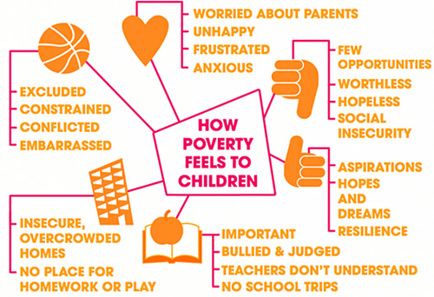 WORRIED ABOUT PARENTS
UNHAPPY
FRUSTRATED
ANXIOUS
FEW
OPPORTUNITIES
WORTHLESS
HOPELESS
SOCIAL
INSECURITY
EXCLUDED
CONSTRAINED
CONFLICTED
EMBARRASSED
HOW
POVERTY
FEELS TO
CHILDREN
ASPIRATIONS
HOPES
AND
DREAMS
RESILIENCE
INSECURE,
OVERCROWDED
HOMES
NO PLACE FOR
HOMEWORK OR PLAY
IMPORTANT
BULLIED & JUDGED
TEACHERS DON'T UNDERSTAND
NO SCHOOL TRIPS